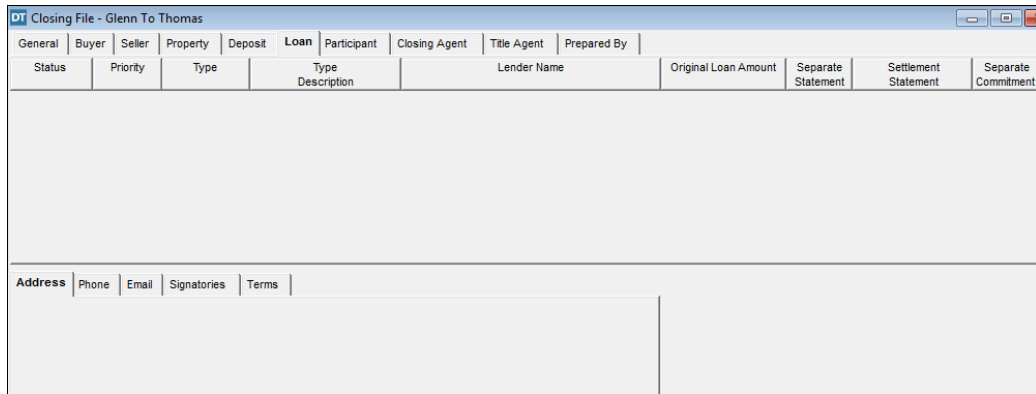 DT Closing File - Glenn To Thomas
General Buyer Seller Property Deposit Loan Participant Closing Agent Title Agent Prepared By
Status Priority Type Type Description Lender Name Original Loan Amount Separate Statement Settlement Statement Separate Commitment
Address Phone Email Signatories Terms